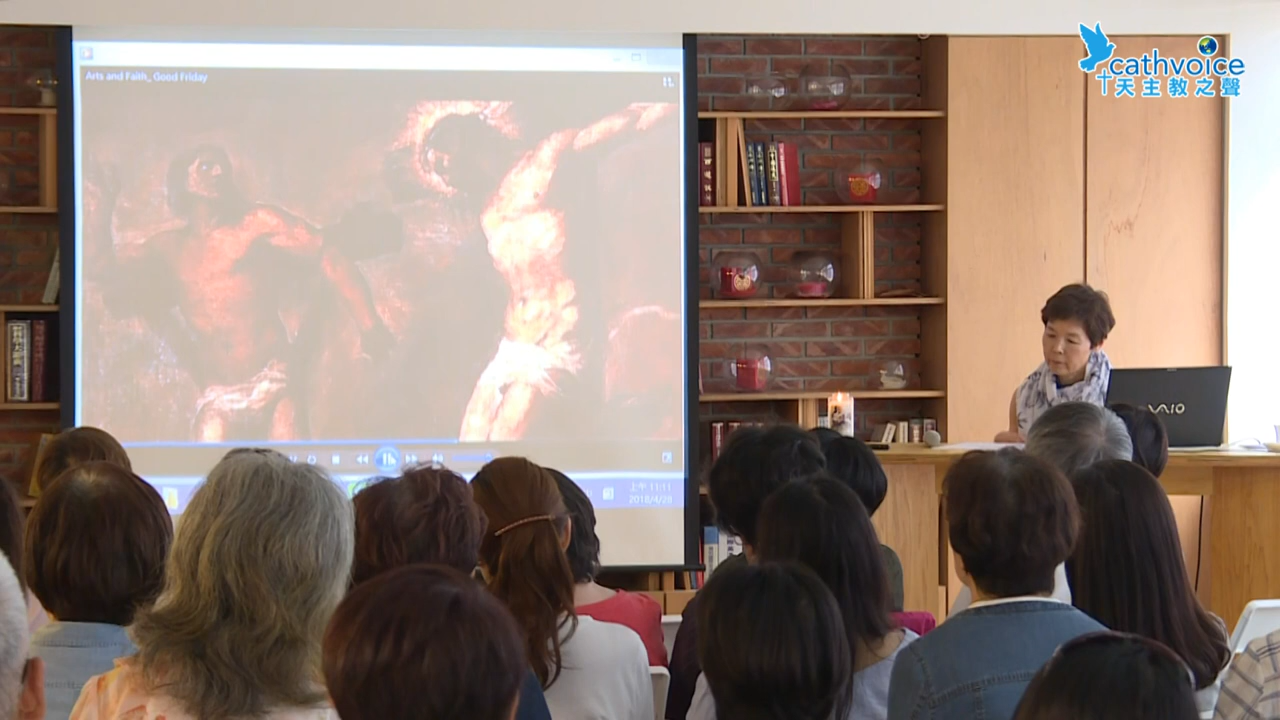 Arts and Faith_ Good Friday
cathvoice
天主教之聲
VAIO
上午 11:11
2018/4/28